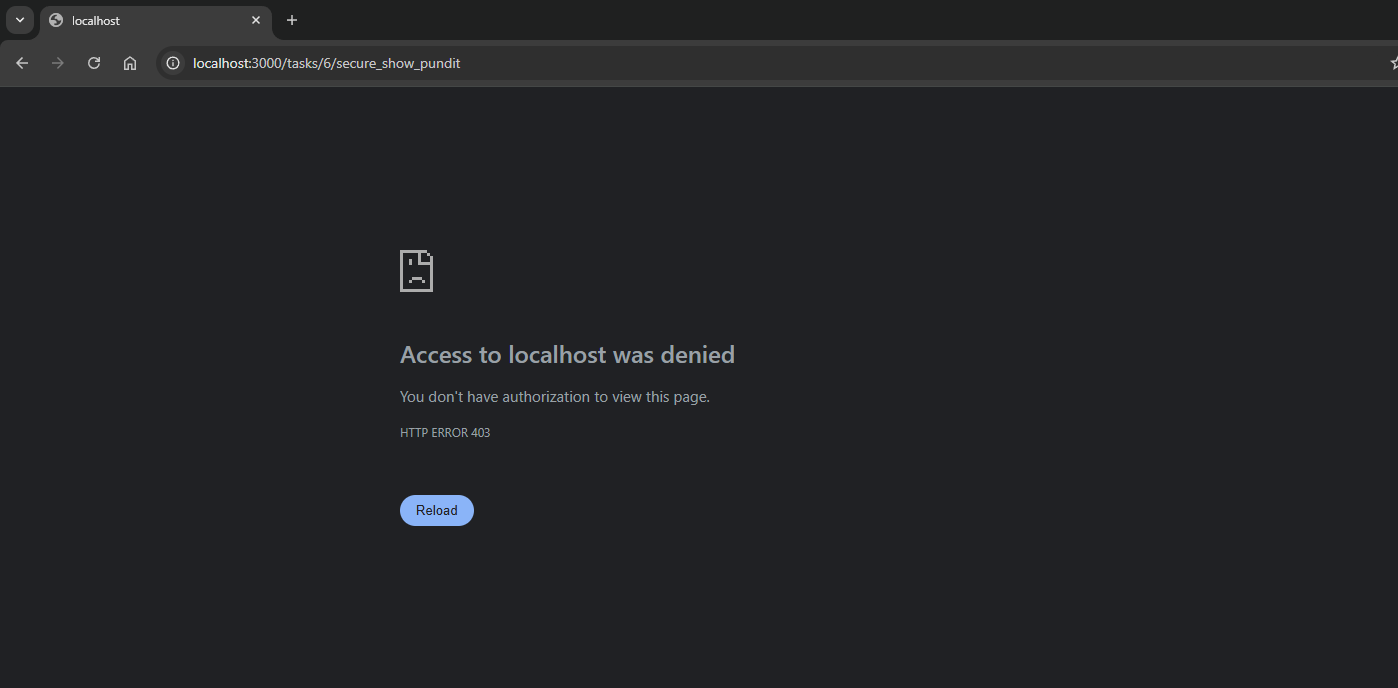 localhost
localhost:3000/tasks/6/secure_show_pundit
Access to localhost was denied
You don't have authorization to view this page.
HTTP ERROR 403
Reload